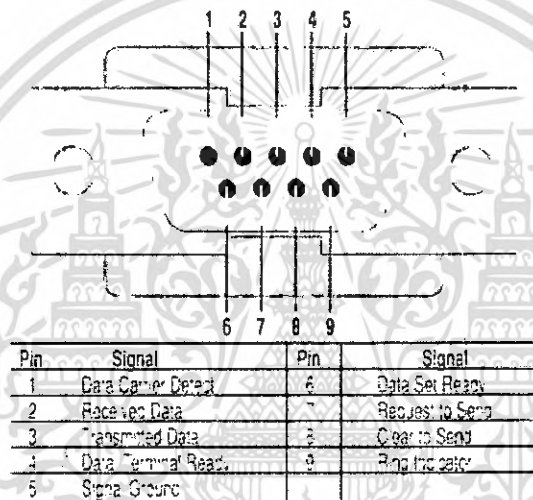 1 2 3 4 5
6 7 8 9
Pin Signal Pin Signal
1 Data Carrier Detect 6 Data Set Ready
2 Received Data 7 Request to Send
3 Transmitted Data 8 Clear to Send
4 Data Terminal Ready 9 Ring Indicator
5 Signal Ground